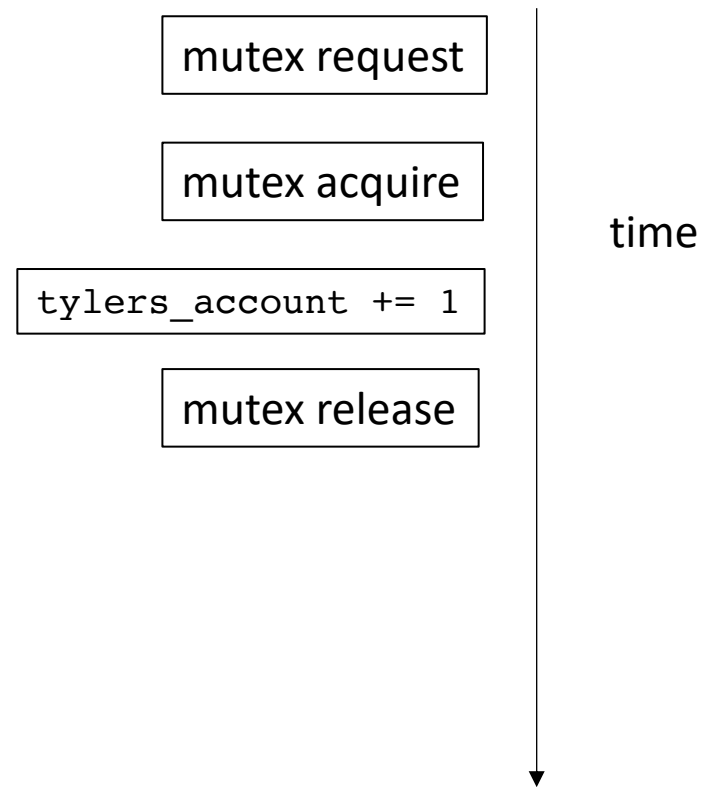 mutex request
mutex acquire
time
tylers_account += 1
mutex release